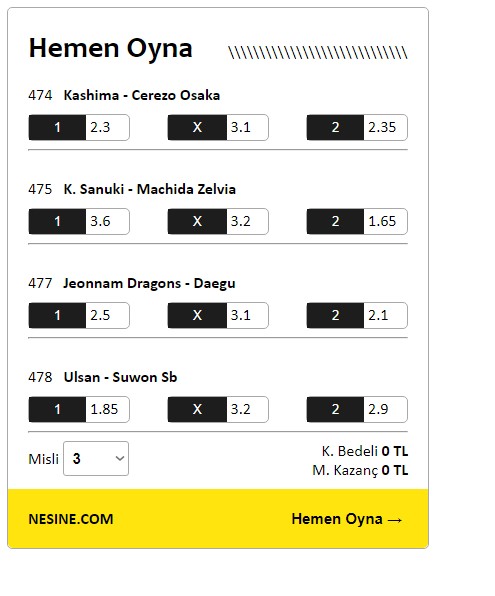 Hemen Oyna \\\\\\\\\\\\\\\\\\\\\\\\\\\\\
474 Kashima - Cerezo Osaka
1 2.3 X 3.1 2 2.35
475 K. Sanuki - Machida Zelvia
1 3.6 X 3.2 2 1.65
477 Jeonnam Dragons - Daegu
1 2.5 X 3.1 2 2.1
478 Ulsan - Suwon Sb
1 1.85 X 3.2 2 2.9
Misli 3 K. Bedeli 0 TL
M. Kazanç 0 TL
NESINE.COM Hemen Oyna →